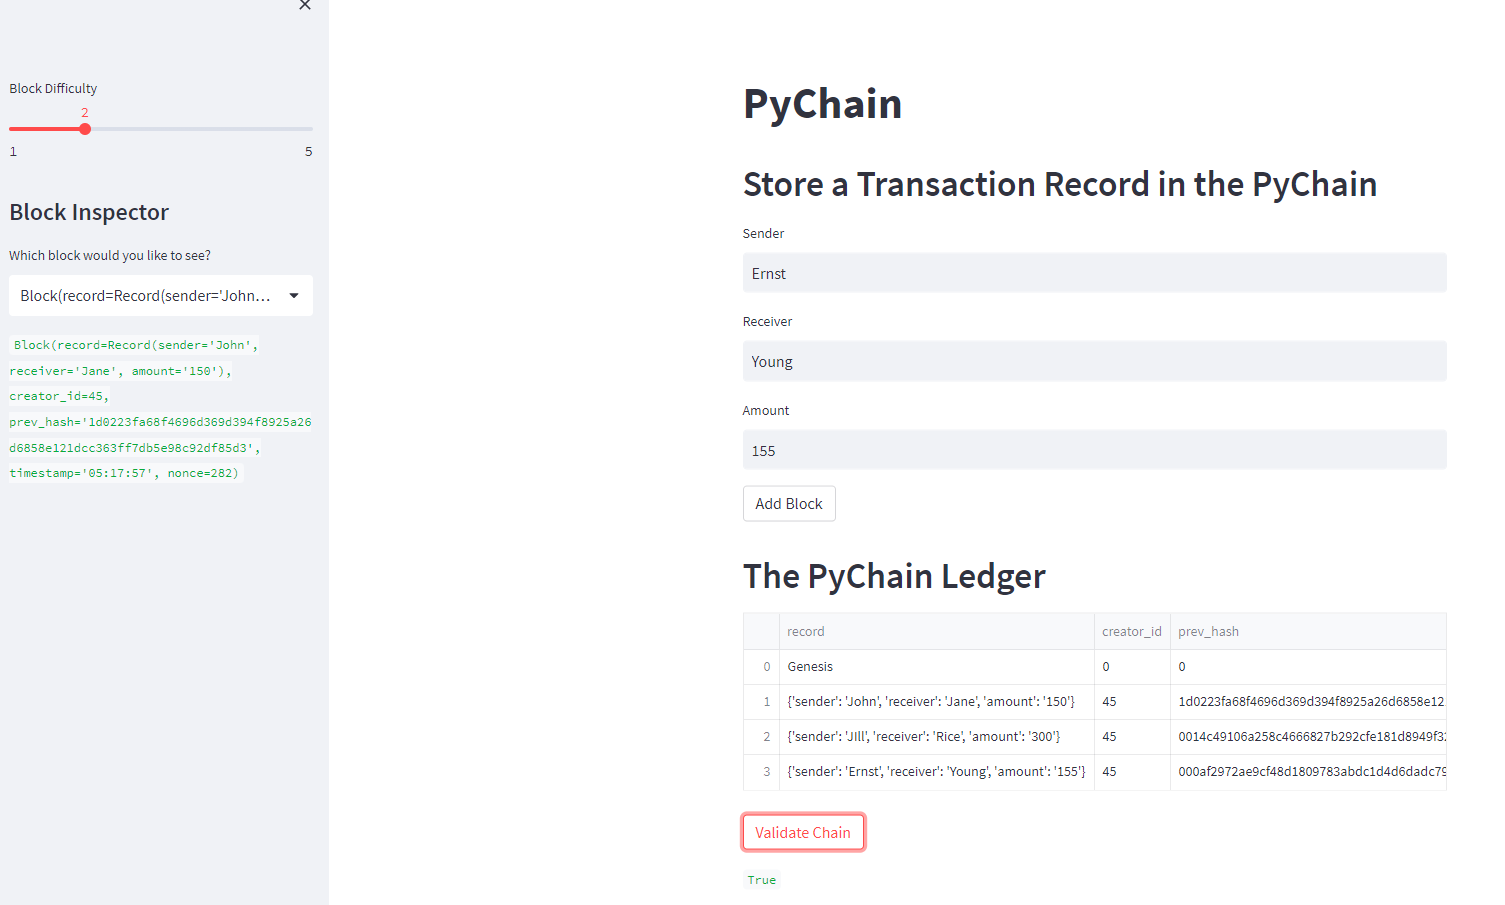 Block Difficulty
2
1 5
Block Inspector
Which block would you like to see?
Block(record=Record(sender='John...
Block(record=Record(sender='John',
receiver='Jane', amount='150'),
creator_id=45,
prev_hash='1d0223fa68f4696d369d394f8925a26
d6858e121dcc363ff7db5e98c92df85d3',
timestamp='05:17:57', nonce=282)
PyChain
Store a Transaction Record in the PyChain
Sender
Ernst
Receiver
Young
Amount
155
Add Block
The PyChain Ledger
record creator_id prev_hash
0 Genesis 0 0
1 {'sender': 'John', 'receiver': 'Jane', 'amount': '150'} 45 1d0223fa68f4696d369d394f8925a26d6858e12
2 {'sender': 'JIll', 'receiver': 'Rice', 'amount': '300'} 45 0014c49106a258c4666827b292cfe181d8949f32
3 {'sender': 'Ernst', 'receiver': 'Young', 'amount': '155'} 45 000af2972ae9cf48d1809783abdc1d4d6dadc79
Validate Chain
True